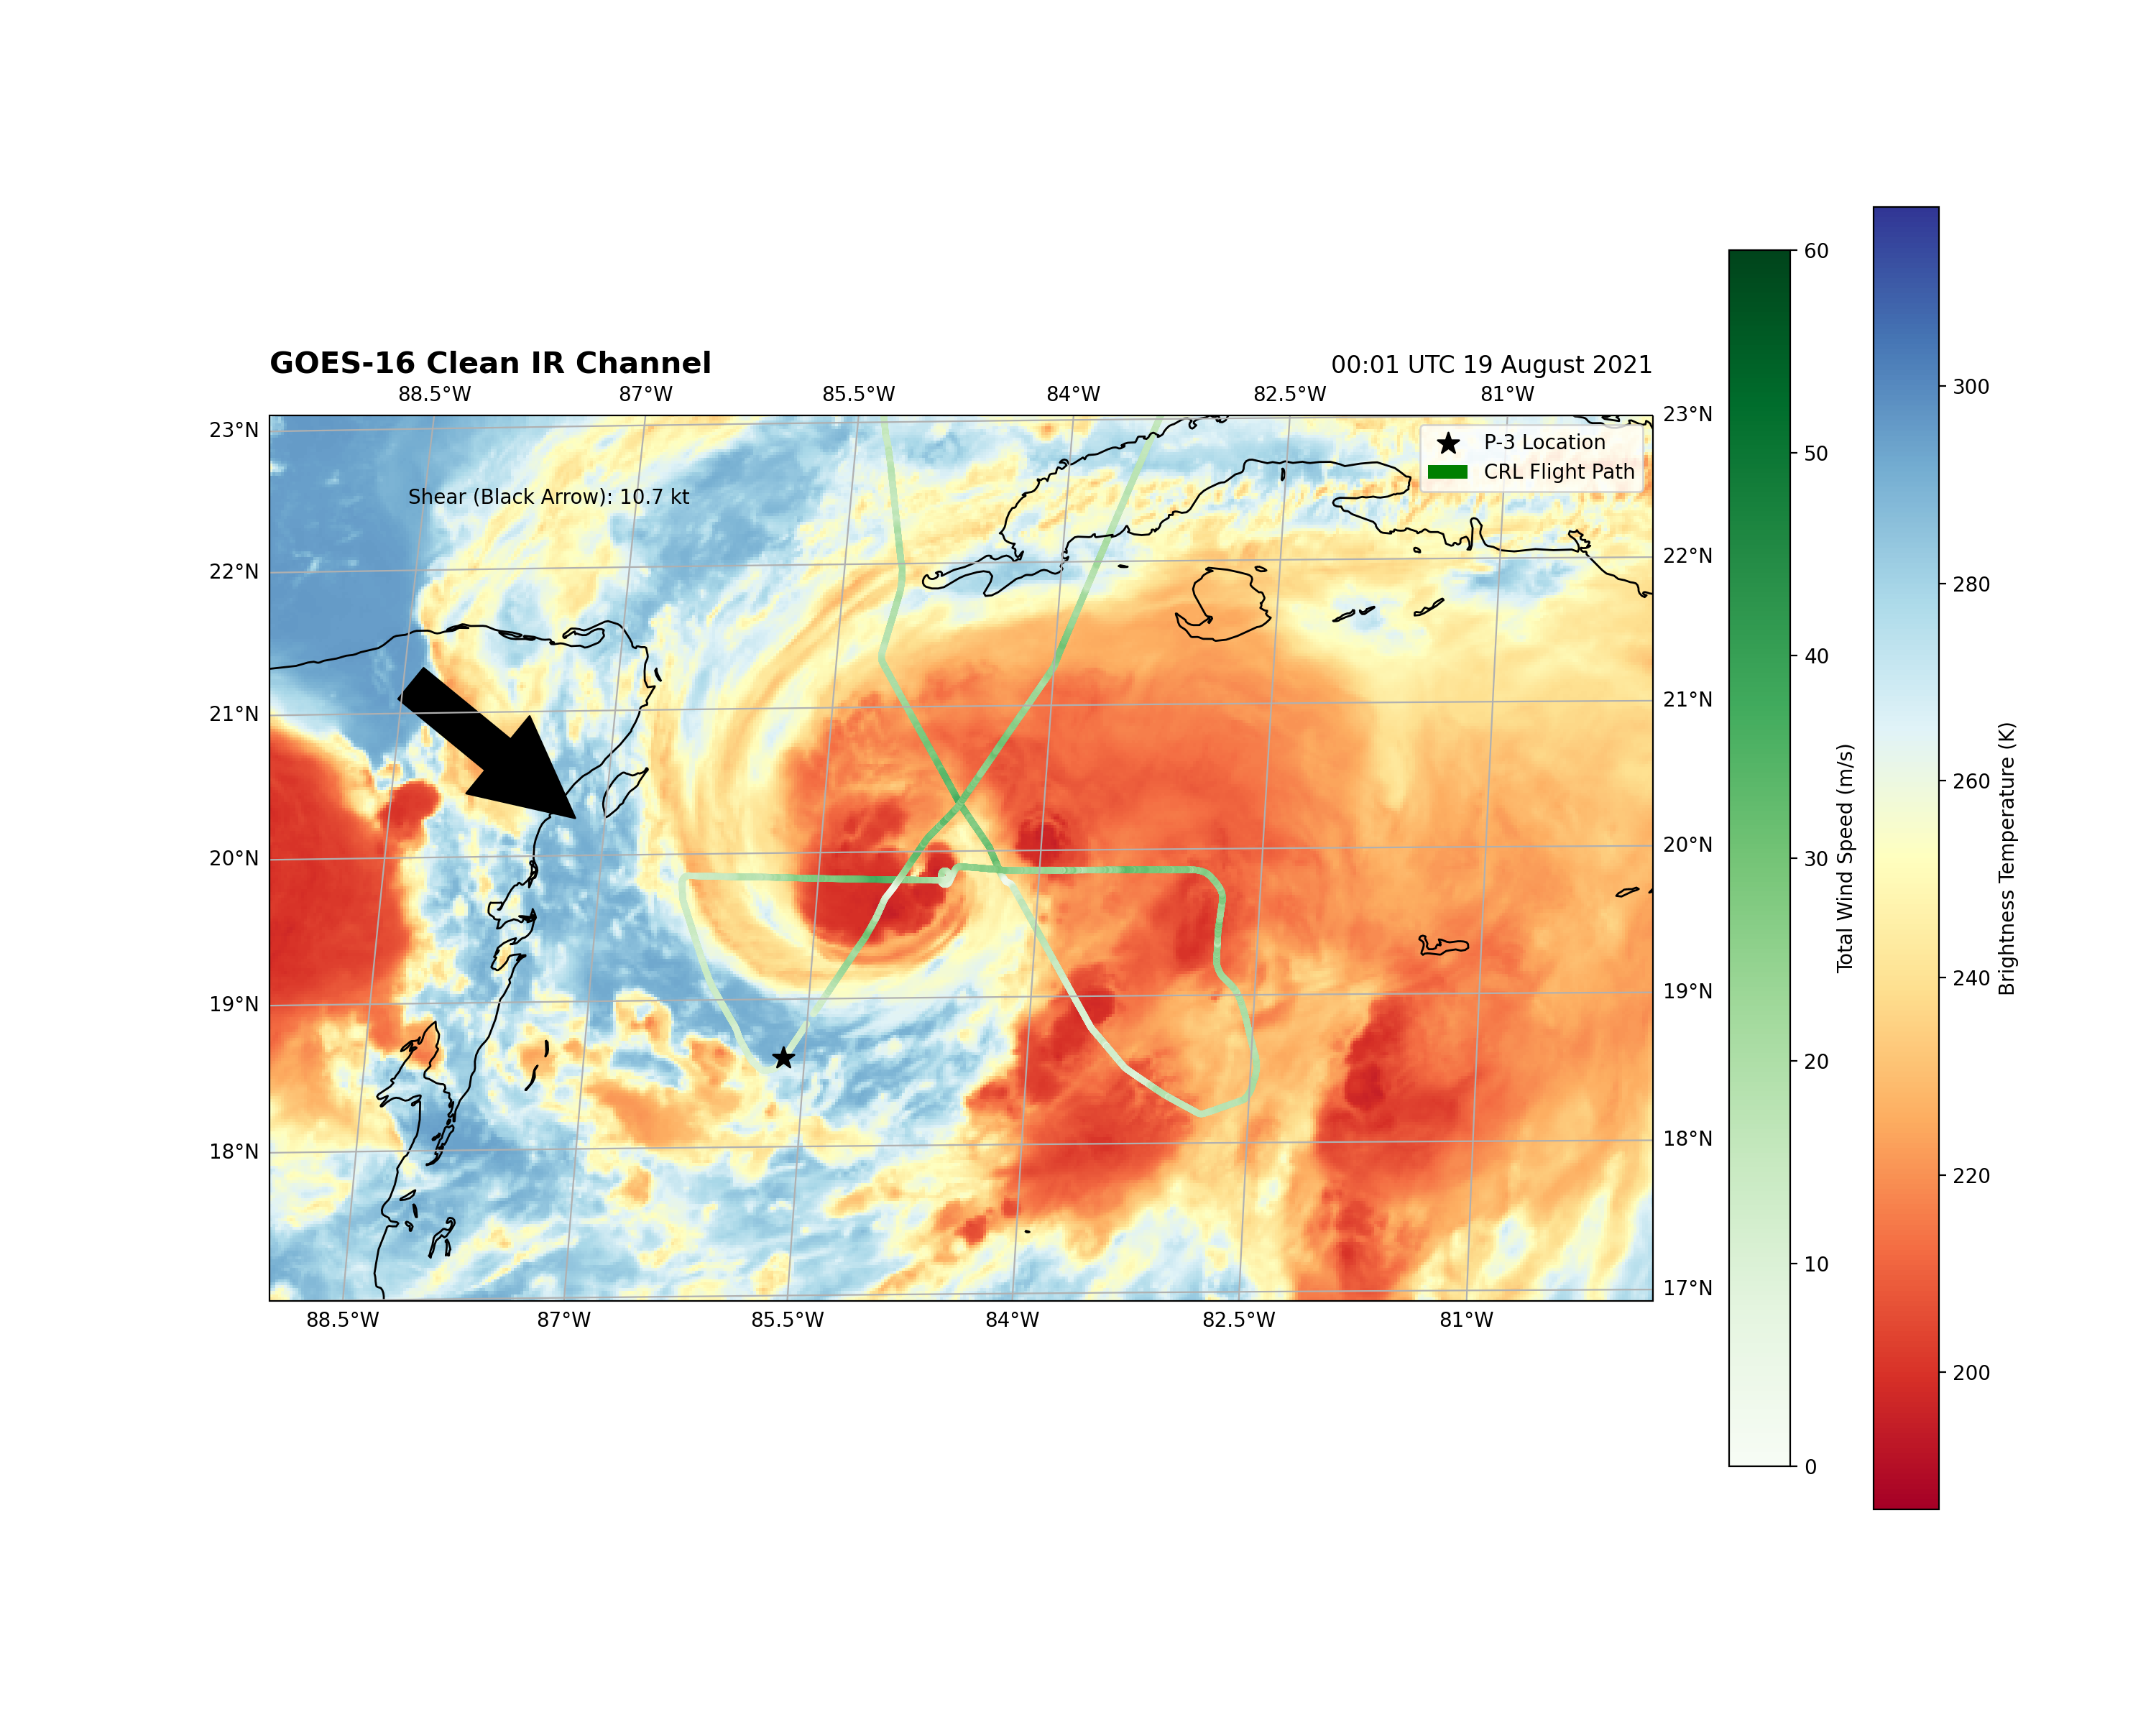 GOES-16 Clean IR Channel
00:01 UTC 19 August 2021
88.5°W 87°W 85.5°W 84°W 82.5°W 81°W
23°N
23°N
P-3 Location
CRL Flight Path
Shear (Black Arrow): 10.7 kt
22°N
22°N
21°N
21°N
20°N
20°N
19°N
19°N
18°N
18°N
17°N
88.5°W 87°W 85.5°W 84°W 82.5°W 81°W
60
50
40
30
20
10
0
Total Wind Speed (m/s)
300
280
260
240
220
200
Brightness Temperature (K)